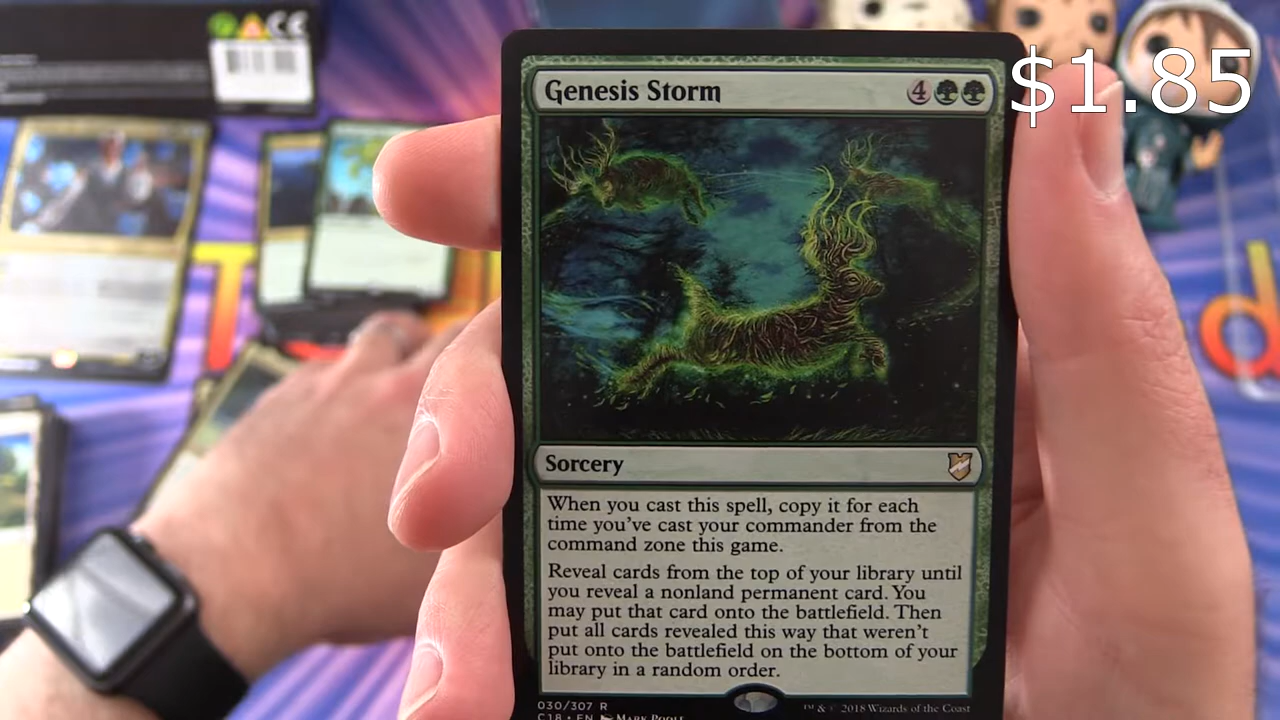 $1.85
Genesis Storm 4
Sorcery
When you cast this spell, copy it for each
time you've cast your commander from the
command zone this game.
Reveal cards from the top of your library until
you reveal a nonland permanent card. You
may put that card onto the battlefield. Then
put all cards revealed this way that weren't
put onto the battlefield on the bottom of your
library in a random order.
030/307 R
™ & © 2018 Wizards of the Coast
C18 • EN Mark Poole